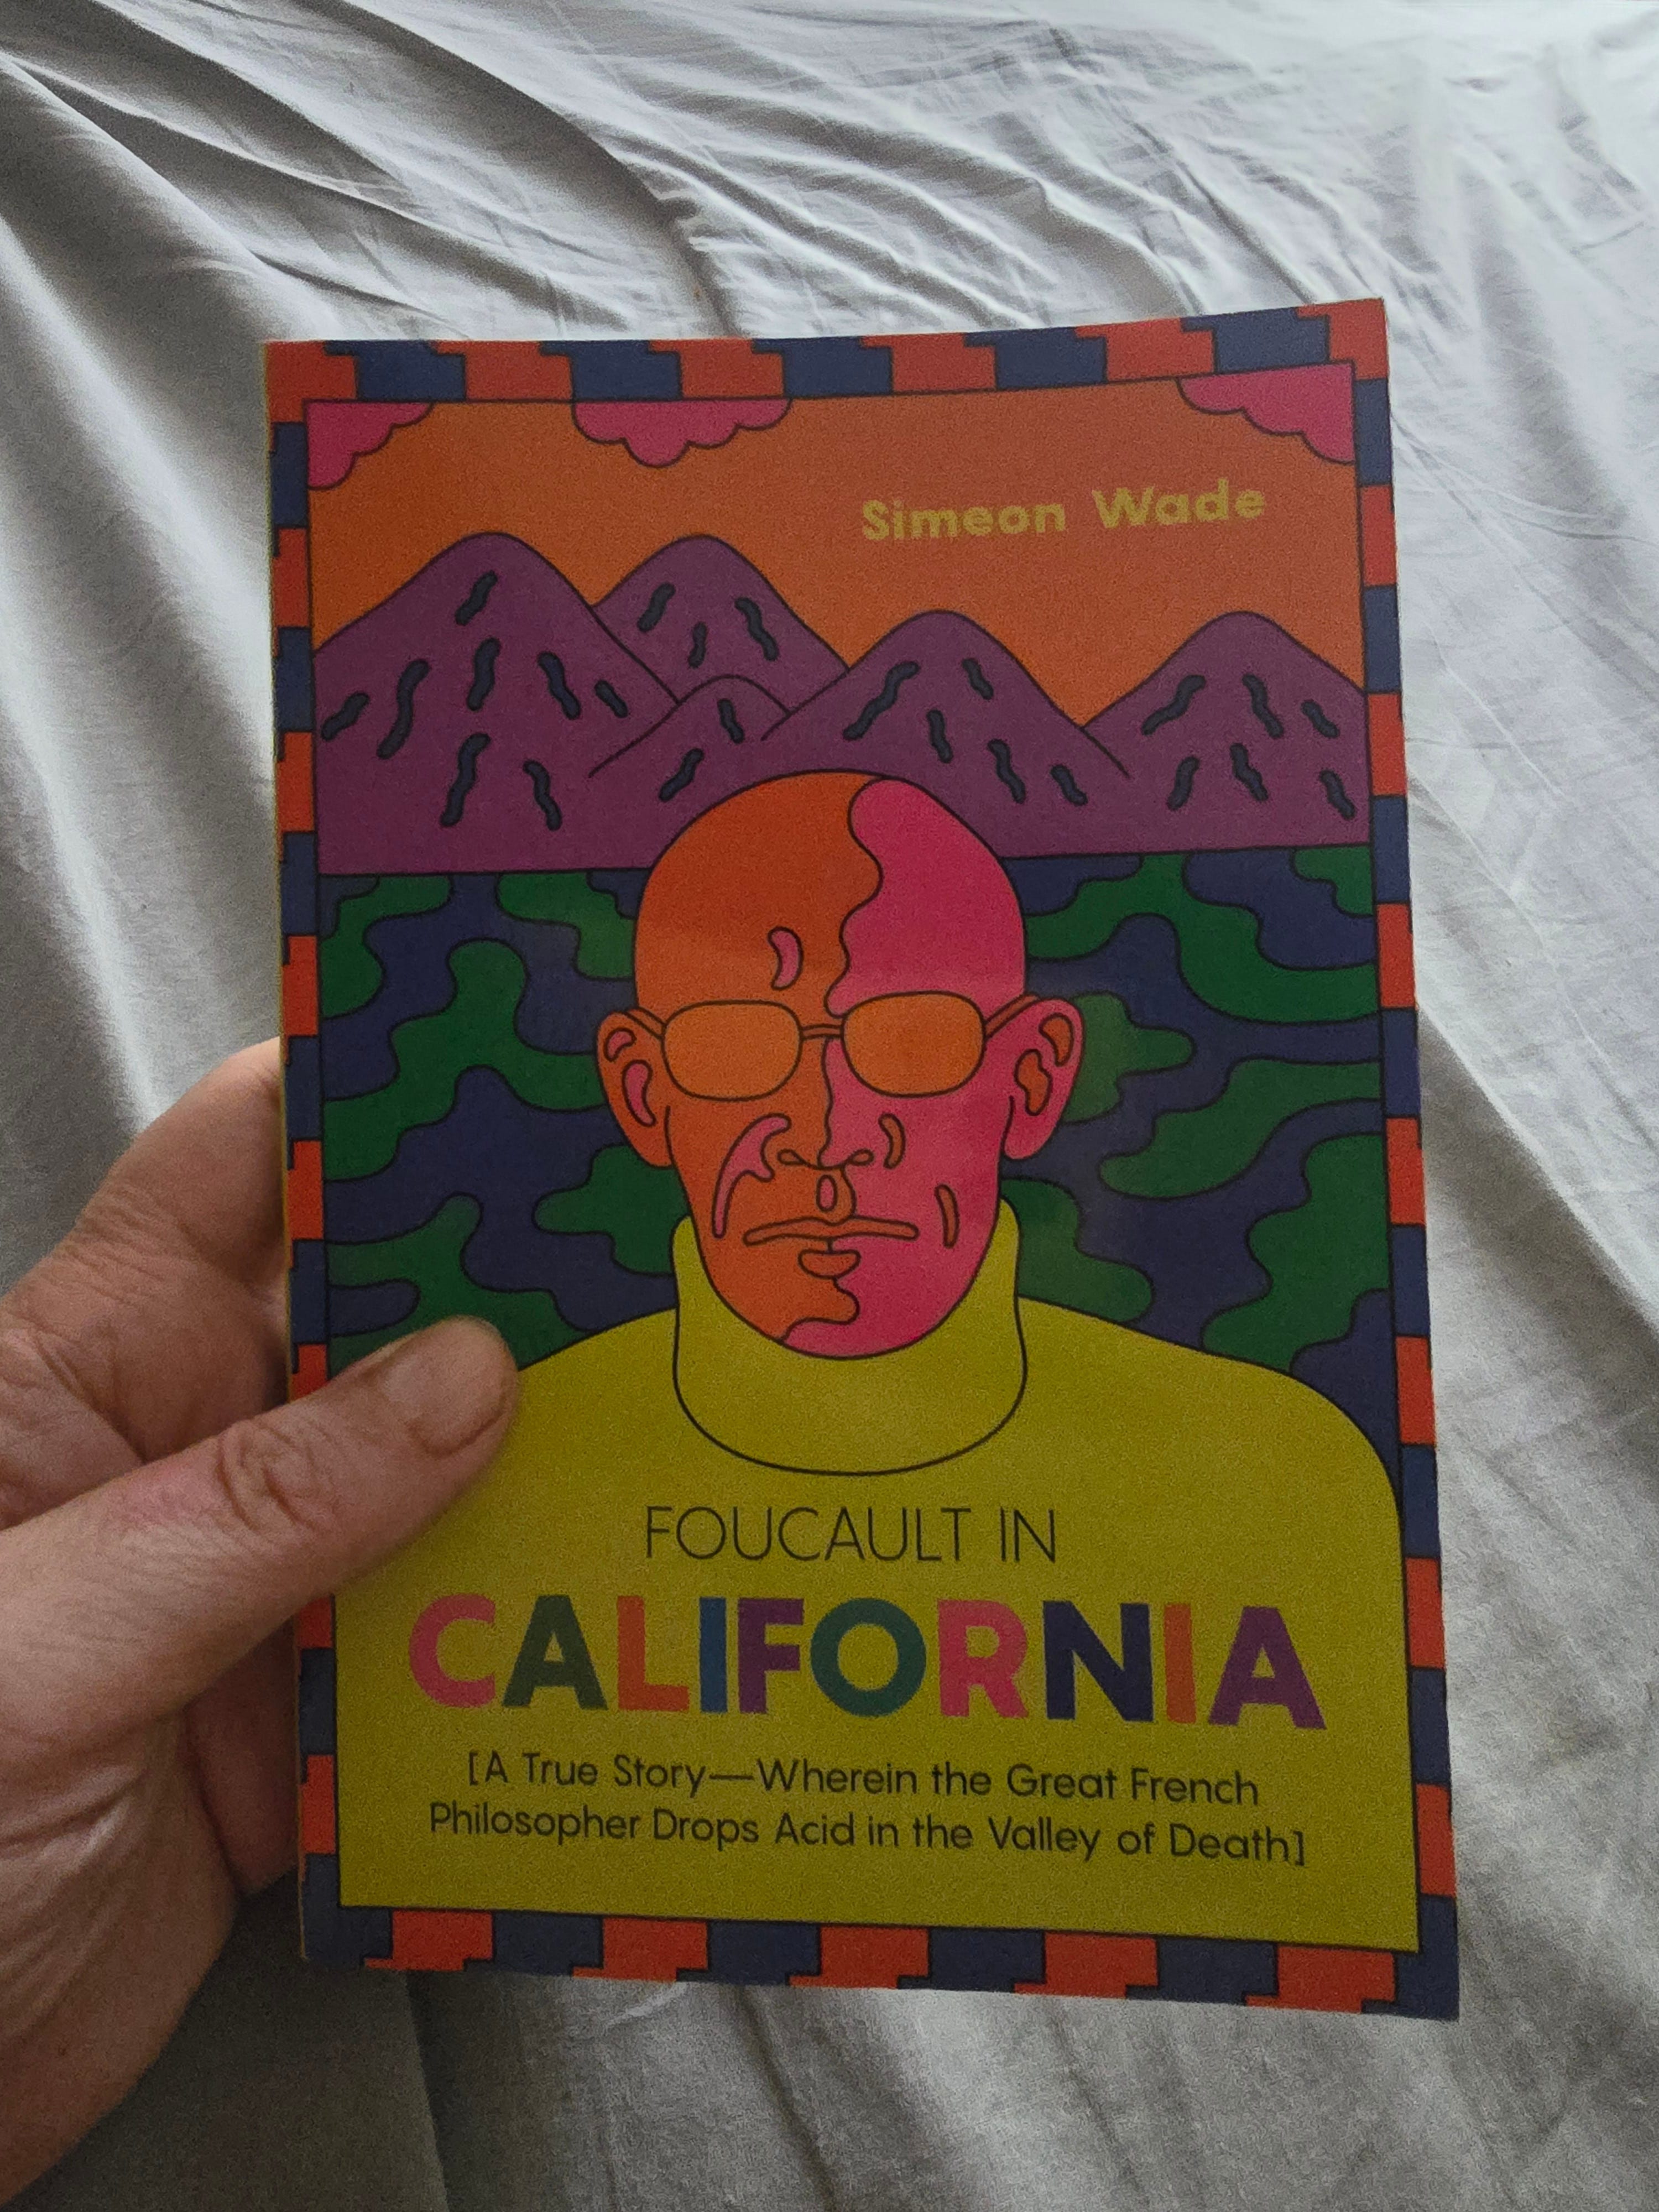 Simeon Wade
FOUCAULT IN
CALIFORNIA
[A True Story—Wherein the Great French
Philosopher Drops Acid in the Valley of Death]